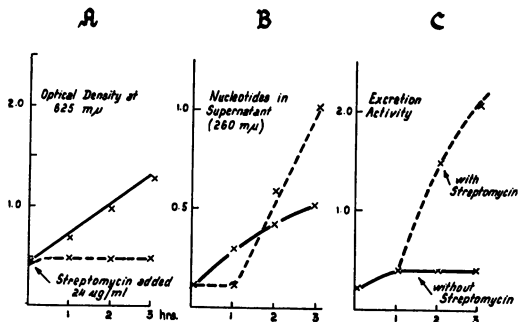 A
B
C
Optical Density at
625 mμ
2.0
1.0
Streptomycin added
24 μg/ml
1
2
3
hrs.
Nucleotides in
Supernatant
(260 mμ)
1.0
0.5
1
2
3
Excretion
Activity
2.0
1.0
with
Streptomycin
without
Streptomycin
1
2
3